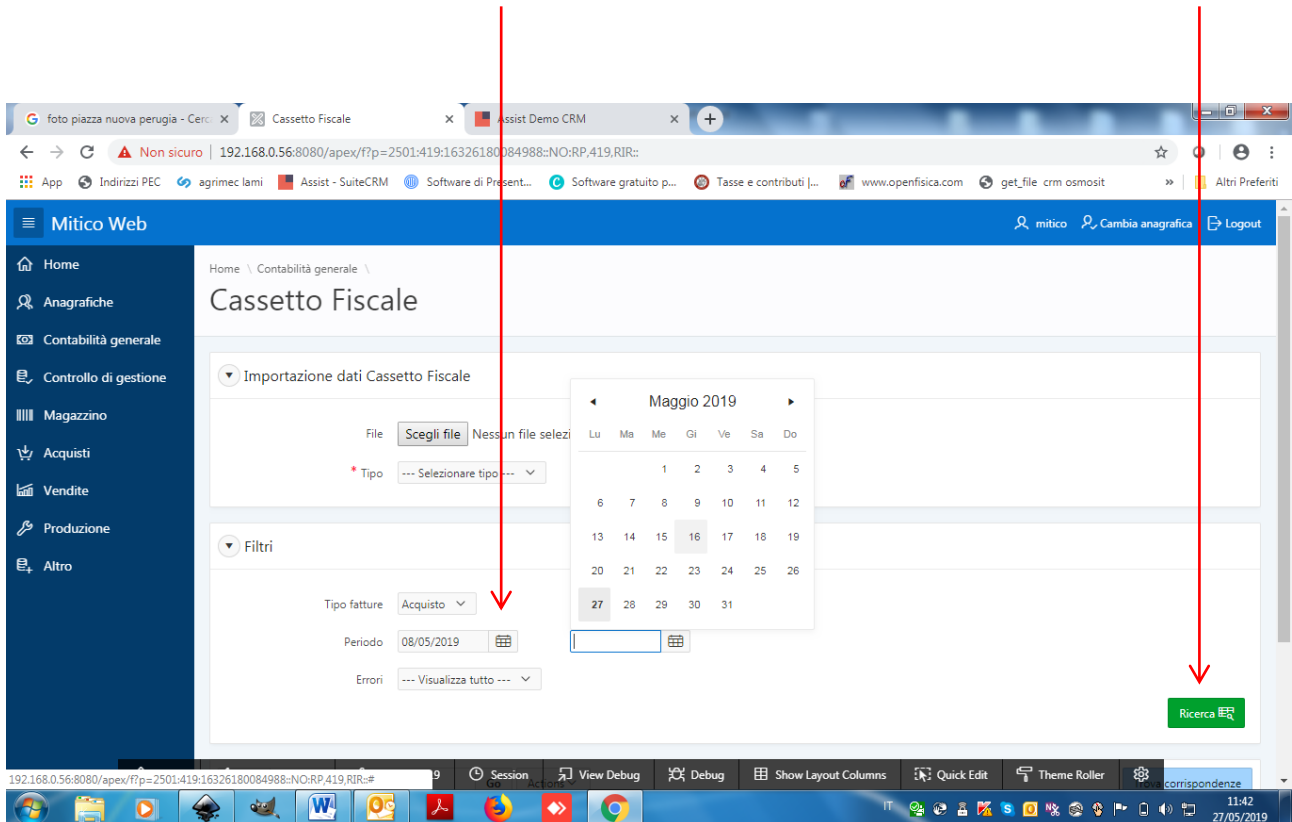 foto piazza nuova perugia - Cerc
Cassetto Fiscale
Assist Demo CRM
Non sicuro | 192.168.0.56:8080/apex/f?p=2501:419:16326180084988::NO:RP,419,RIR::
App Indirizzi PEC agrimec lami Assist - SuiteCRM Software di Present... Software gratuito p... Tasse e contributi |... www.openfisica.com get_file crm osmosit » Altri Preferiti
Mitico Web
mitico Cambia anagrafica Logout
Home
Anagrafiche
Contabilità generale
Controllo di gestione
Magazzino
Acquisti
Vendite
Produzione
Altro
Home \ Contabilità generale \
Cassetto Fiscale
Importazione dati Cassetto Fiscale
File Scegli file Nessun file selezi
* Tipo --- Selezionare tipo ---
Maggio 2019
Lu Ma Me Gi Ve Sa Do
1 2 3 4 5
6 7 8 9 10 11 12
13 14 15 16 17 18 19
20 21 22 23 24 25 26
27 28 29 30 31
Filtri
Tipo fatture Acquisto
Periodo 08/05/2019
Errori --- Visualizza tutto ---
Ricerca
192.168.0.56:8080/apex/f?p=2501:419:16326180084988::NO:RP,419,RIR::#
9 Session View Debug Debug Show Layout Columns Quick Edit Theme Roller
Go Actions
Trova corrispondenze
IT
11:42
27/05/2019